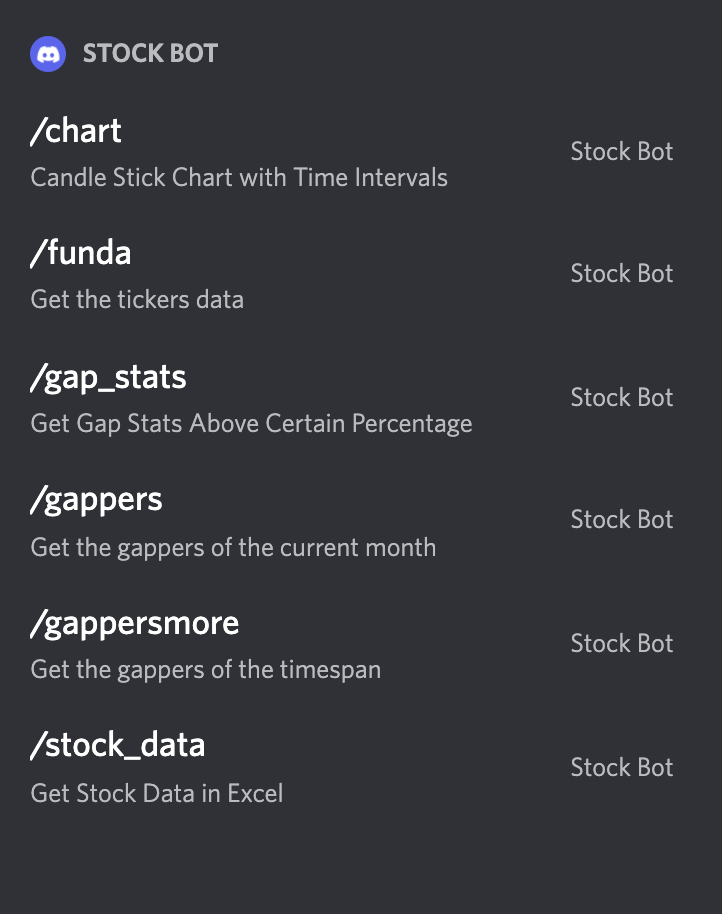 STOCK BOT
/chart
Stock Bot
Candle Stick Chart with Time Intervals
/funda
Stock Bot
Get the tickers data
/gap_stats
Stock Bot
Get Gap Stats Above Certain Percentage
/gappers
Stock Bot
Get the gappers of the current month
/gappersmore
Stock Bot
Get the gappers of the timespan
/stock_data
Stock Bot
Get Stock Data in Excel